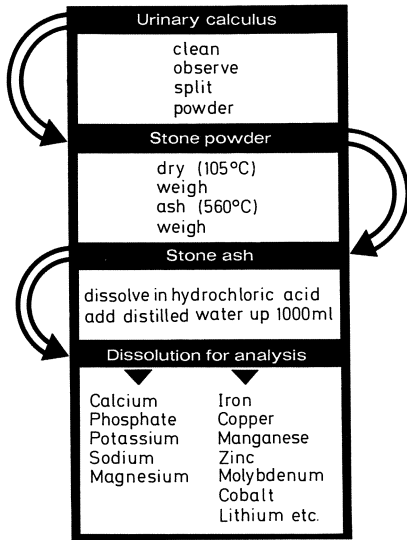 Urinary calculus
clean
observe
split
powder
Stone powder
dry (105°C)
weigh
ash (560°C)
weigh
Stone ash
dissolve in hydrochloric acid
add distilled water up 1000ml
Dissolution for analysis
Calcium
Phosphate
Potassium
Sodium
Magnesium
Iron
Copper
Manganese
Zinc
Molybdenum
Cobalt
Lithium etc.